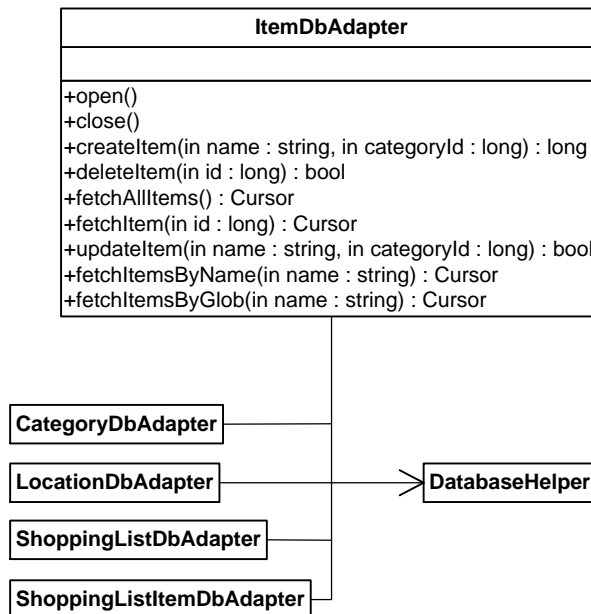 ItemDbAdapter
+open()
+close()
+createItem(in name : string, in categoryId : long) : long
+deleteItem(in id : long) : bool
+fetchAllItems() : Cursor
+fetchItem(in id : long) : Cursor
+updateItem(in name : string, in categoryId : long) : bool
+fetchItemsByName(in name : string) : Cursor
+fetchItemsByGlob(in name : string) : Cursor
CategoryDbAdapter
LocationDbAdapter
DatabaseHelper
ShoppingListDbAdapter
ShoppingListItemDbAdapter